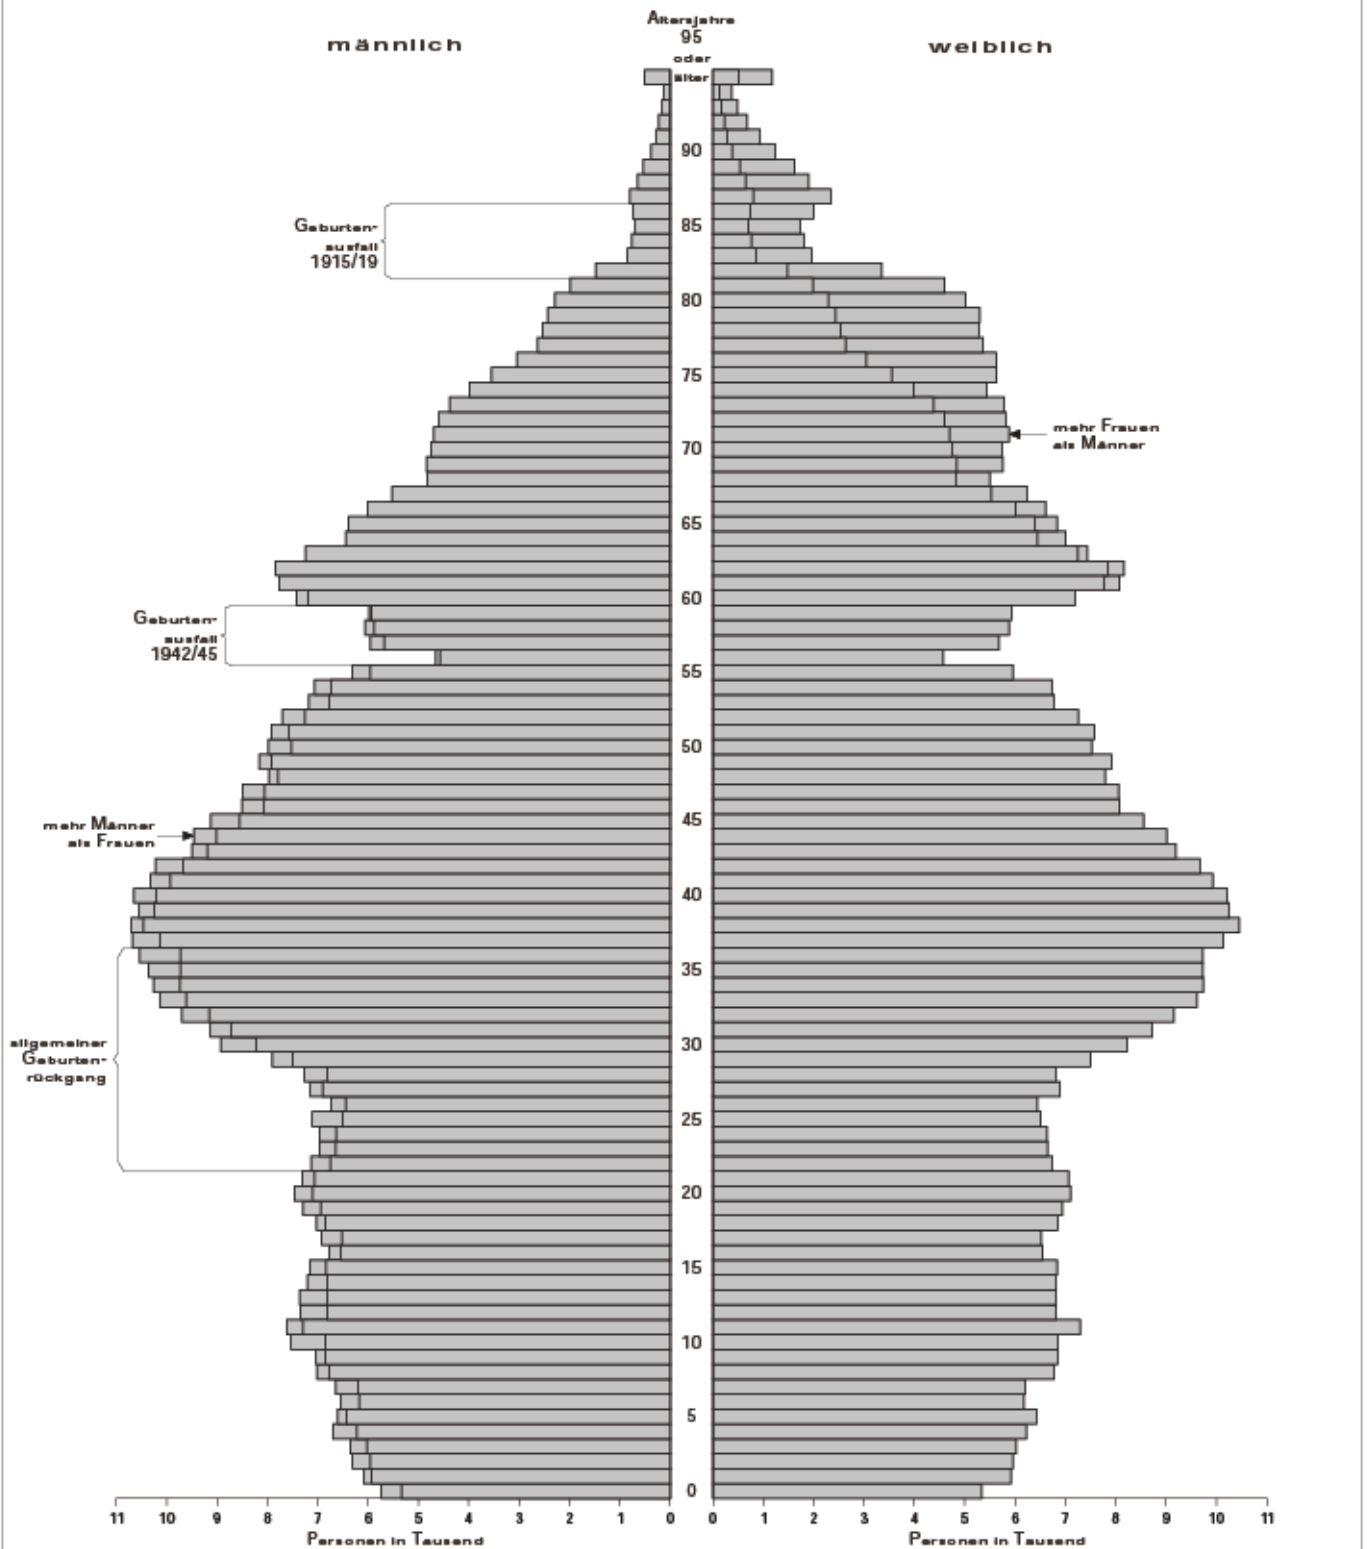 Altersjahre
95
oder
älter
männlich
weiblich
90
Geburten-
ausfall
1915/19
85
80
75
mehr Frauen
als Männer
70
65
60
Geburten-
ausfall
1942/45
55
50
45
mehr Männer
als Frauen
40
35
allgemeiner
Geburten-
rückgang
30
25
20
15
10
5
0
11 10 9 8 7 6 5 4 3 2 1 0 0 1 2 3 4 5 6 7 8 9 10 11
Personen in Tausend Personen in Tausend